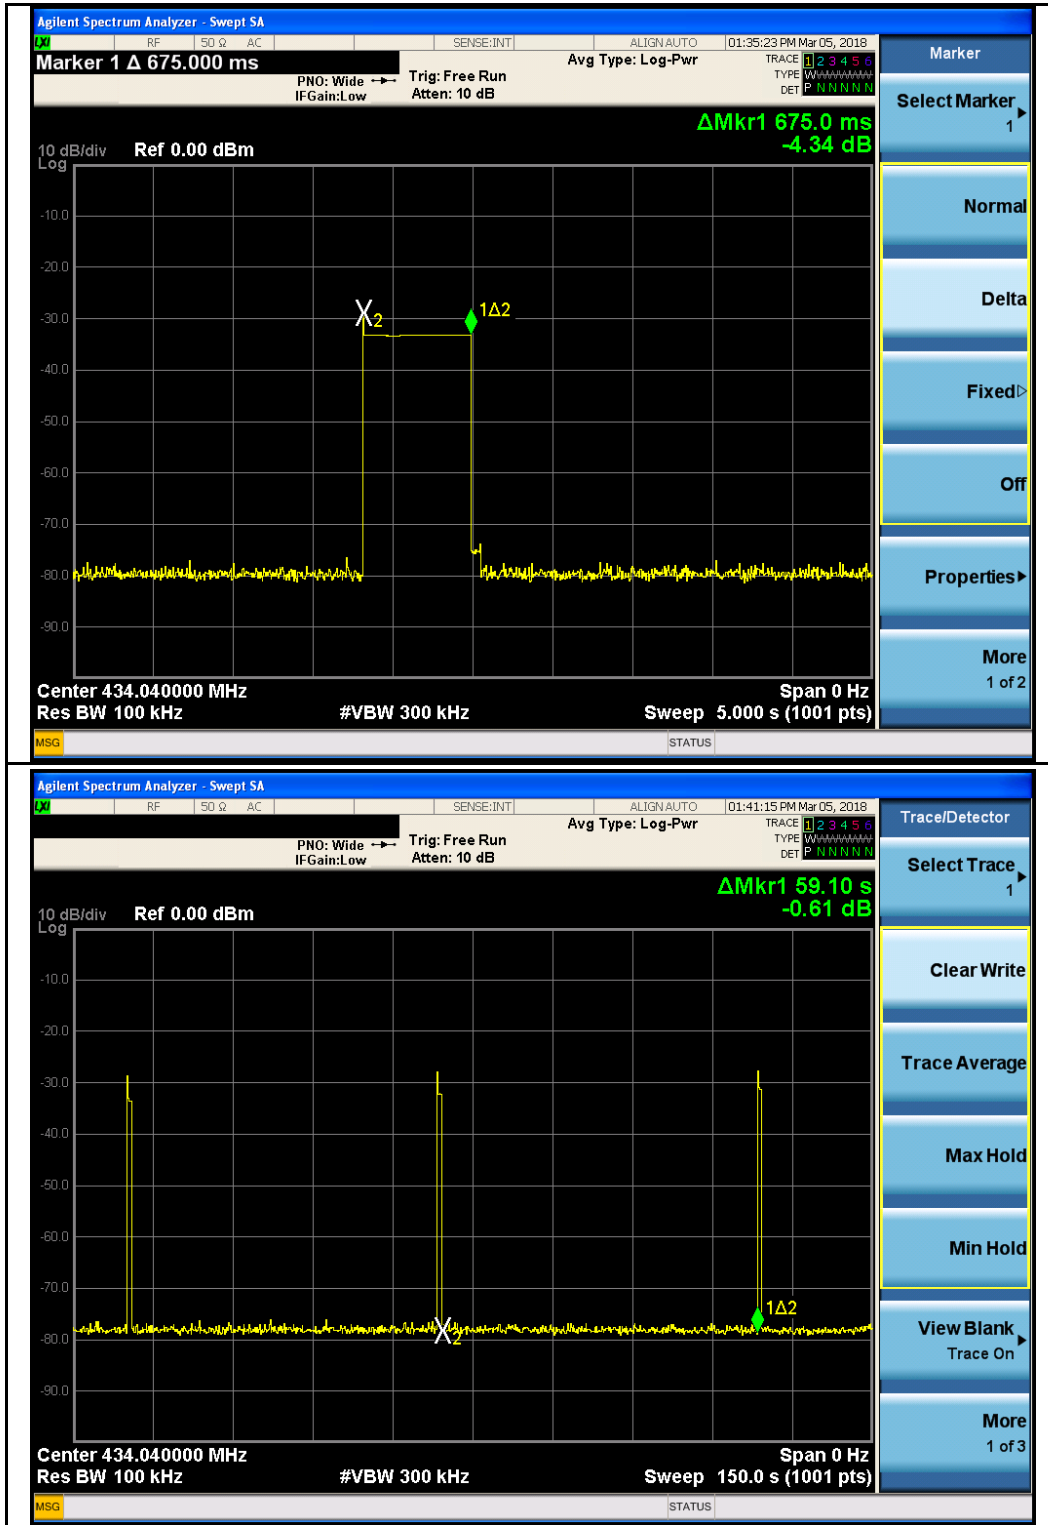 Agilent Spectrum Analyzer - Swept SA
LXI RF 50 Ω AC SENSE:INT ALIGN AUTO 01:35:23 PM Mar 05, 2018
Marker 1 Δ 675.000 ms
Avg Type: Log-Pwr
TRACE 1 2 3 4 5 6
PNO: Wide Trig: Free Run
TYPE WWWWWW
IFGain:Low Atten: 10 dB
DET P N N N N N
ΔMkr1 675.0 ms
-4.34 dB
10 dB/div Ref 0.00 dBm
Log
-10.0
-20.0
-30.0
-40.0
-50.0
-60.0
-70.0
-80.0
-90.0
X2
1Δ2
Center 434.040000 MHz Span 0 Hz
Res BW 100 kHz #VBW 300 kHz Sweep 5.000 s (1001 pts)
MSG STATUS
Marker
Select Marker
1
Normal
Delta
Fixed
Off
Properties
More
1 of 2
Agilent Spectrum Analyzer - Swept SA
LXI RF 50 Ω AC SENSE:INT ALIGN AUTO 01:41:15 PM Mar 05, 2018
Avg Type: Log-Pwr
TRACE 1 2 3 4 5 6
PNO: Wide Trig: Free Run
TYPE WWWWWW
IFGain:Low Atten: 10 dB
DET P N N N N N
ΔMkr1 59.10 s
-0.61 dB
10 dB/div Ref 0.00 dBm
Log
-10.0
-20.0
-30.0
-40.0
-50.0
-60.0
-70.0
-80.0
-90.0
X2
1Δ2
Center 434.040000 MHz Span 0 Hz
Res BW 100 kHz #VBW 300 kHz Sweep 150.0 s (1001 pts)
MSG STATUS
Trace/Detector
Select Trace
1
Clear Write
Trace Average
Max Hold
Min Hold
View Blank
Trace On
More
1 of 3